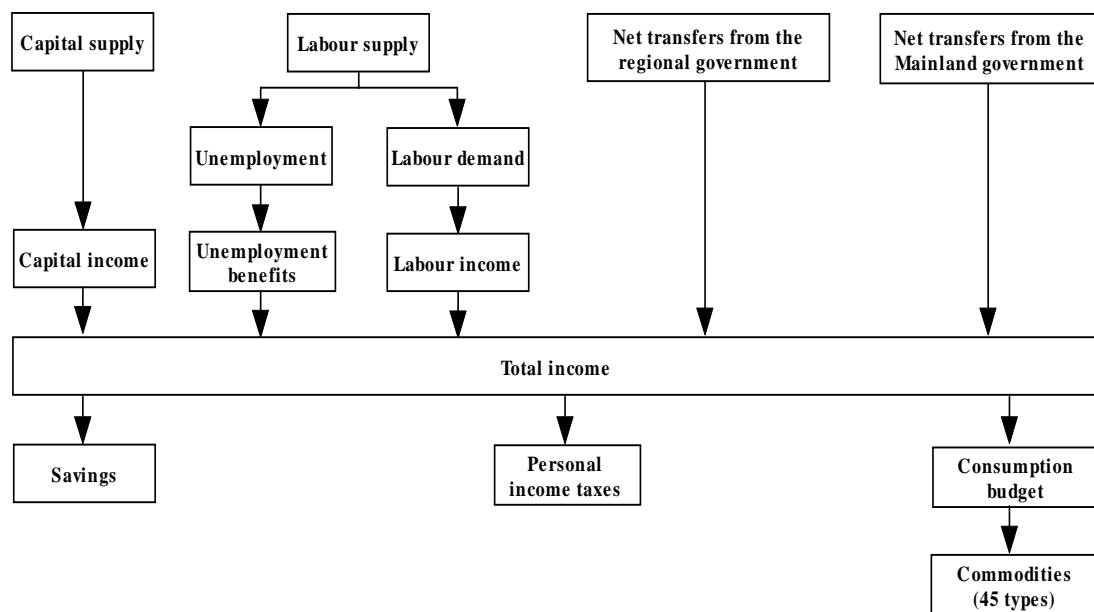 Capital supply
Labour supply
Net transfers from the
regional government
Net transfers from the
Mainland government
Unemployment
Labour demand
Capital income
Unemployment
benefits
Labour income
Total income
Savings
Personal
income taxes
Consumption
budget
Commodities
(45 types)